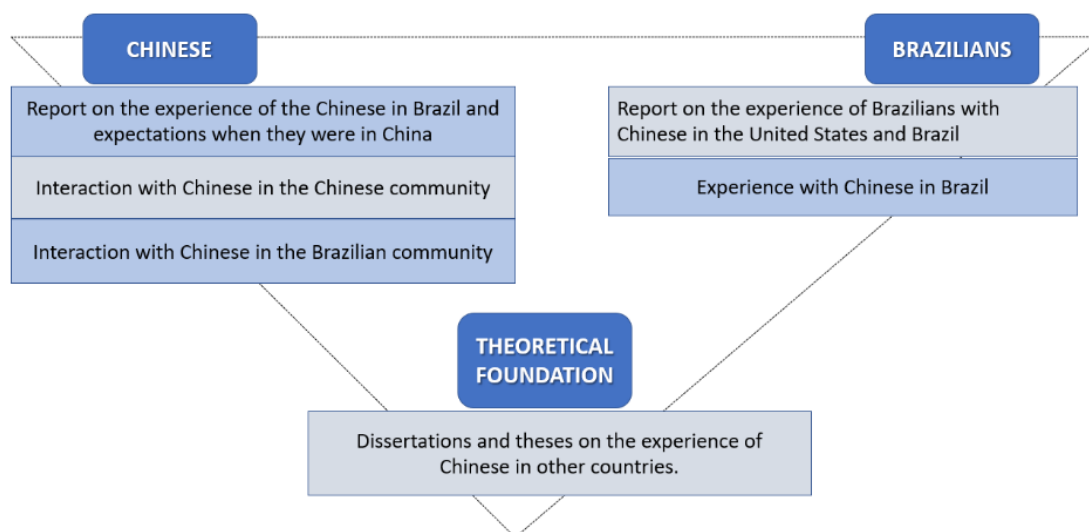 CHINESE
Report on the experience of the Chinese in Brazil and
expectations when they were in China
Interaction with Chinese in the Chinese community
Interaction with Chinese in the Brazilian community
BRAZILIANS
Report on the experience of Brazilians with
Chinese in the United States and Brazil
Experience with Chinese in Brazil
THEORETICAL
FOUNDATION
Dissertations and theses on the experience of
Chinese in other countries.